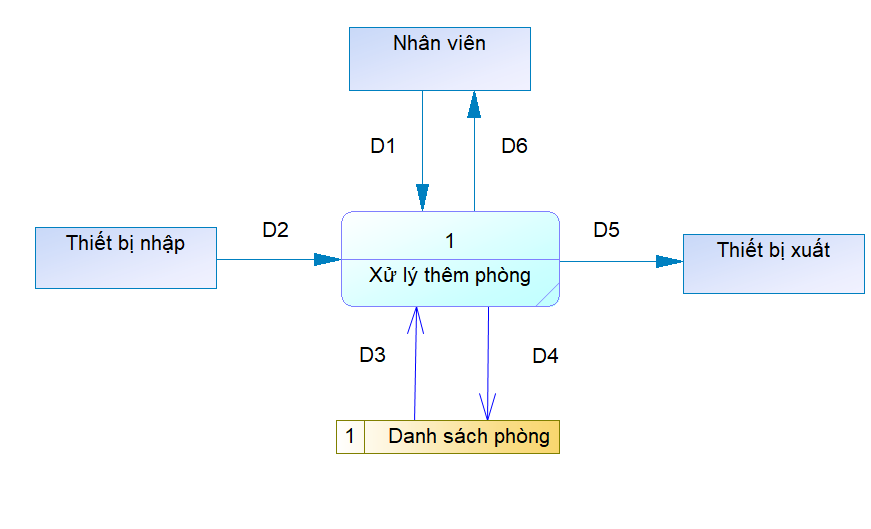 Nhân viên
D1
D6
Thiết bị nhập
D2
1
Xử lý thêm phòng
D5
Thiết bị xuất
D3
D4
1
Danh sách phòng